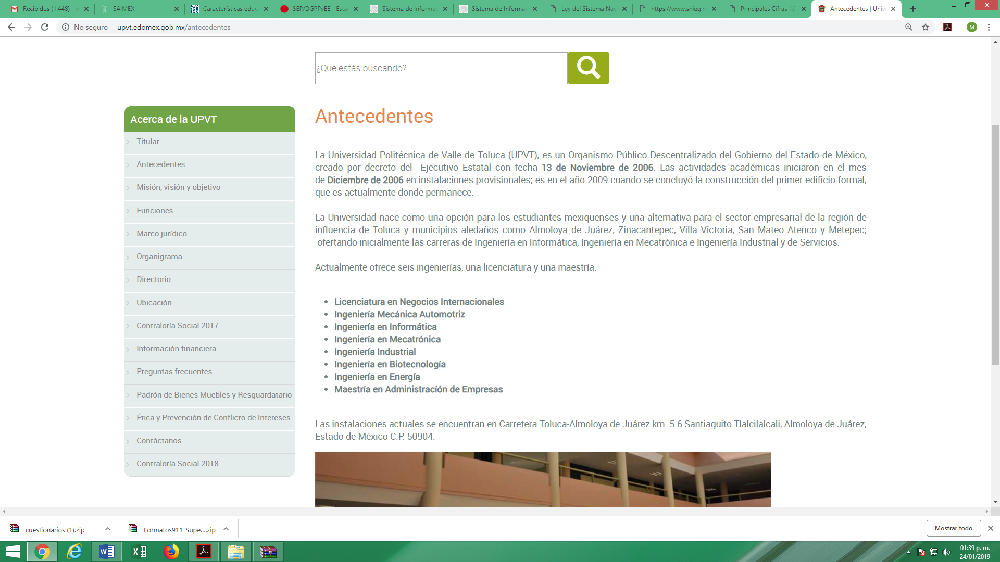 Recibidos (1.448) - n
SAIMEX
Características educa
SEP/DGPPyEE - Esta
Sistema de Informac
Sistema de Informac
Ley del Sistema Nac
https://www.snieg.m
Principales Cifras 16
Antecedentes | Univ
No seguro
upvt.edomex.gob.mx/antecedentes
M
¿Que estás buscando?
Acerca de la UPVT
Titular
Antecedentes
Misión, visión y objetivo
Funciones
Marco jurídico
Organigrama
Directorio
Ubicación
Contraloría Social 2017
Información financiera
Preguntas frecuentes
Padrón de Bienes Muebles y Resguardatario
Ética y Prevención de Conflicto de Intereses
Contáctanos
Contraloría Social 2018
Antecedentes
La Universidad Politécnica de Valle de Toluca (UPVT), es un Organismo Público Descentralizado del Gobierno del Estado de México,
creado por decreto del Ejecutivo Estatal con fecha 13 de Noviembre de 2006. Las actividades académicas iniciaron en el mes
de Diciembre de 2006 en instalaciones provisionales; es en el año 2009 cuando se concluyó la construcción del primer edificio formal,
que es actualmente donde permanece.
La Universidad nace como una opción para los estudiantes mexiquenses y una alternativa para el sector empresarial de la región de
influencia de Toluca y municipios aledaños como Almoloya de Juárez, Zinacantepec, Villa Victoria, San Mateo Atenco y Metepec;
ofertando inicialmente las carreras de Ingeniería en Informática, Ingeniería en Mecatrónica e Ingeniería Industrial y de Servicios.
Actualmente ofrece seis ingenierías, una licenciatura y una maestría:
• Licenciatura en Negocios Internacionales
• Ingeniería Mecánica Automotriz
• Ingeniería en Informática
• Ingeniería en Mecatrónica
• Ingeniería Industrial
• Ingeniería en Biotecnología
• Ingeniería en Energía
• Maestría en Administracíón de Empresas
Las instalaciones actuales se encuentran en Carretera Toluca-Almoloya de Juárez km. 5.6 Santiaguito Tlalcilalcali, Almoloya de Juárez,
Estado de México C.P. 50904.
cuestionarios (1).zip
Formatos911_Supe....zip
Mostrar todo
01:39 p. m.
24/01/2019